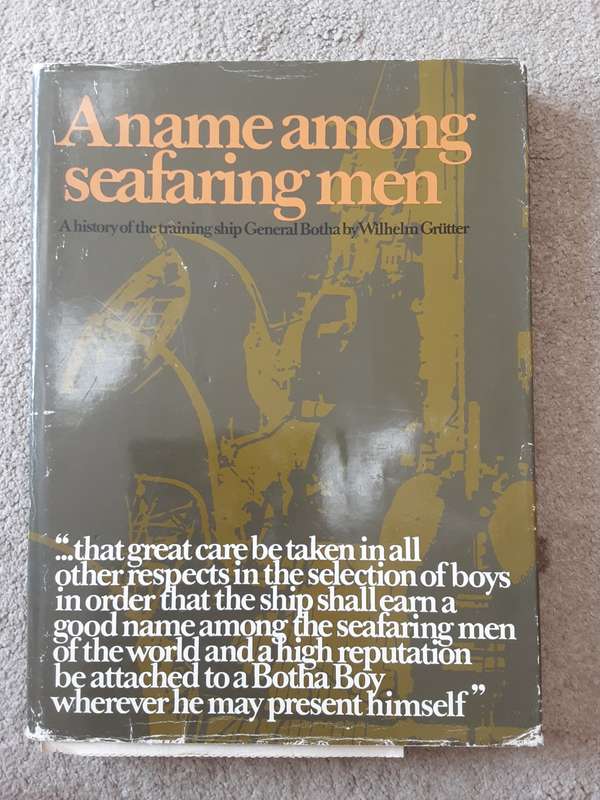 A name among
seafaring men
A history of the training ship General Botha by Wilhelm Grütter
“...that great care be taken in all
other respects in the selection of boys
in order that the ship shall earn a
good name among the seafaring men
of the world and a high reputation
be attached to a Botha Boy
wherever he may present himself”